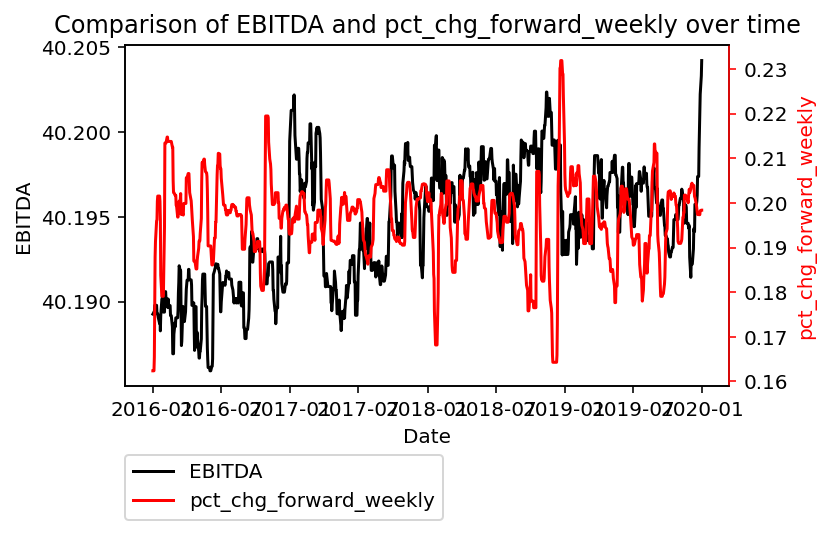 Comparison of EBITDA and pct_chg_forward_weekly over time
40.205
40.200
40.195
40.190
EBITDA
0.23
0.22
0.21
0.20
0.19
0.18
0.17
0.16
pct_chg_forward_weekly
2016-01 2016-07 2017-01 2017-07 2018-01 2018-07 2019-01 2019-07 2020-01
Date
EBITDA
pct_chg_forward_weekly